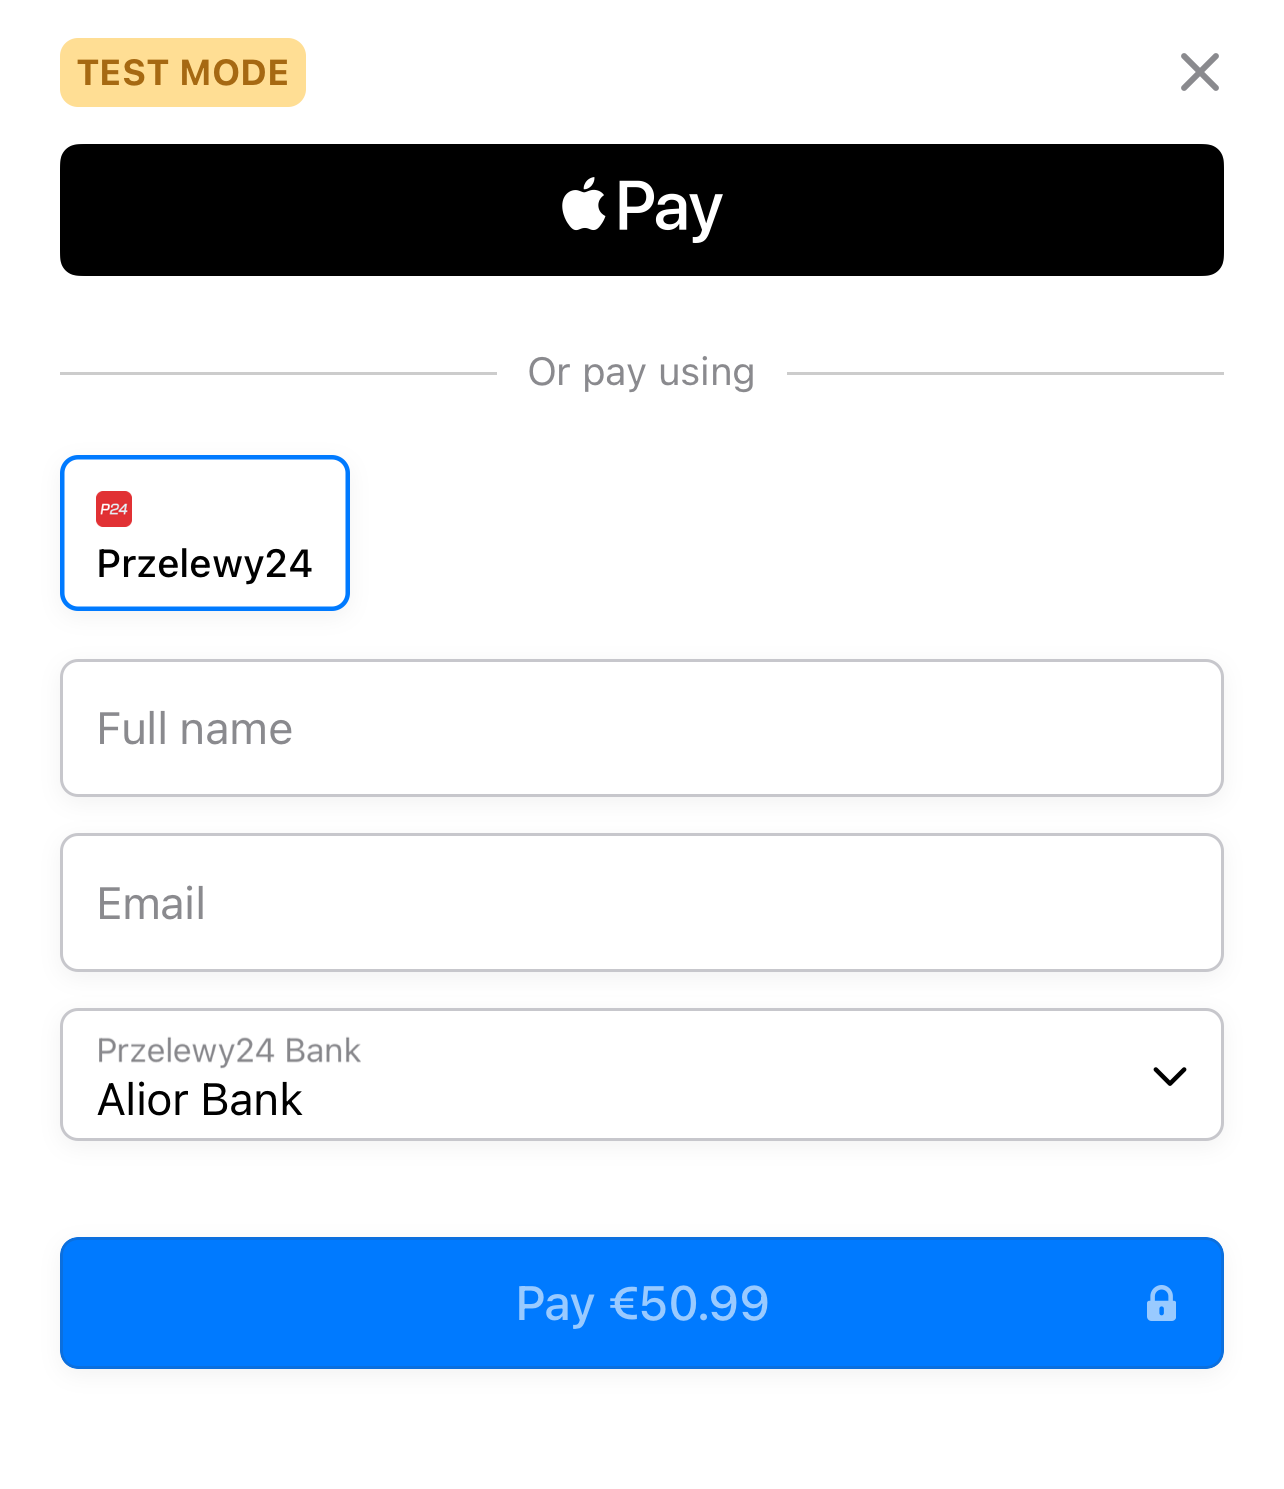 TEST MODE
Pay
Or pay using
P24
Przelewy24
Full name
Email
Przelewy24 Bank
Alior Bank
Pay €50.99